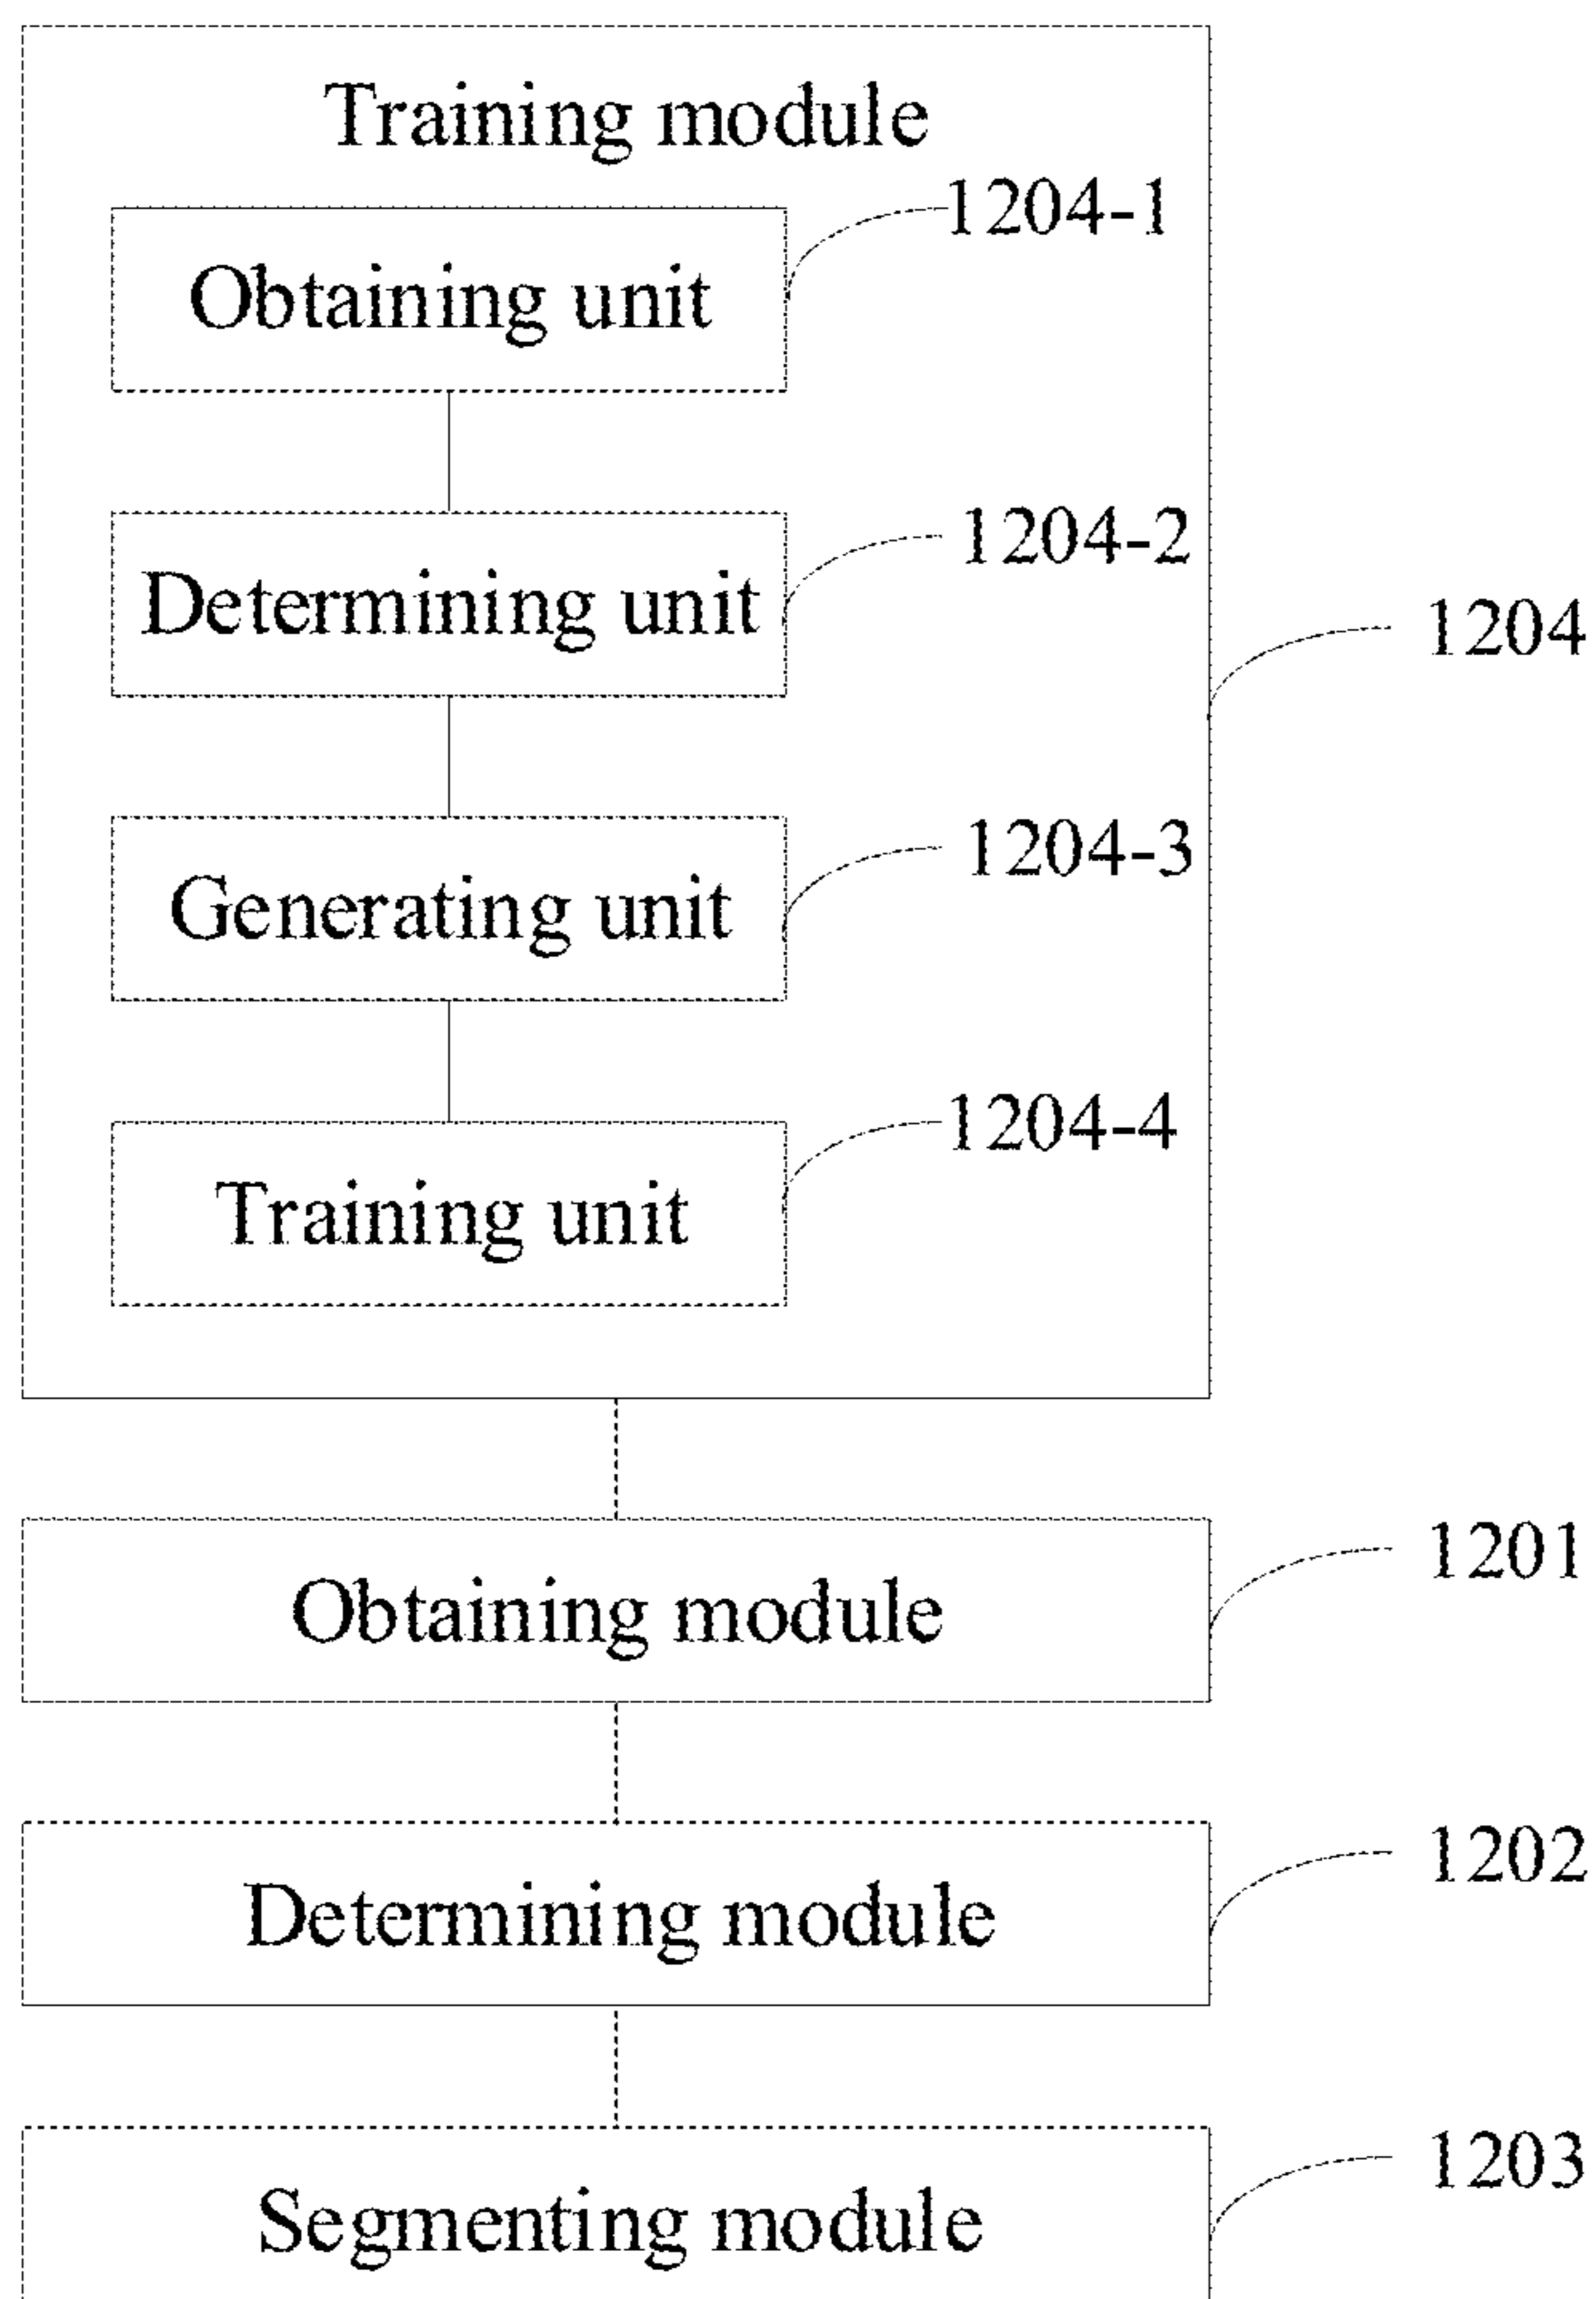 Training module
1204-1
Obtaining unit
1204-2
Determining unit
1204
1204-3
Generating unit
1204-4
Training unit
1201
Obtaining module
1202
Determining module
1203
Segmenting module